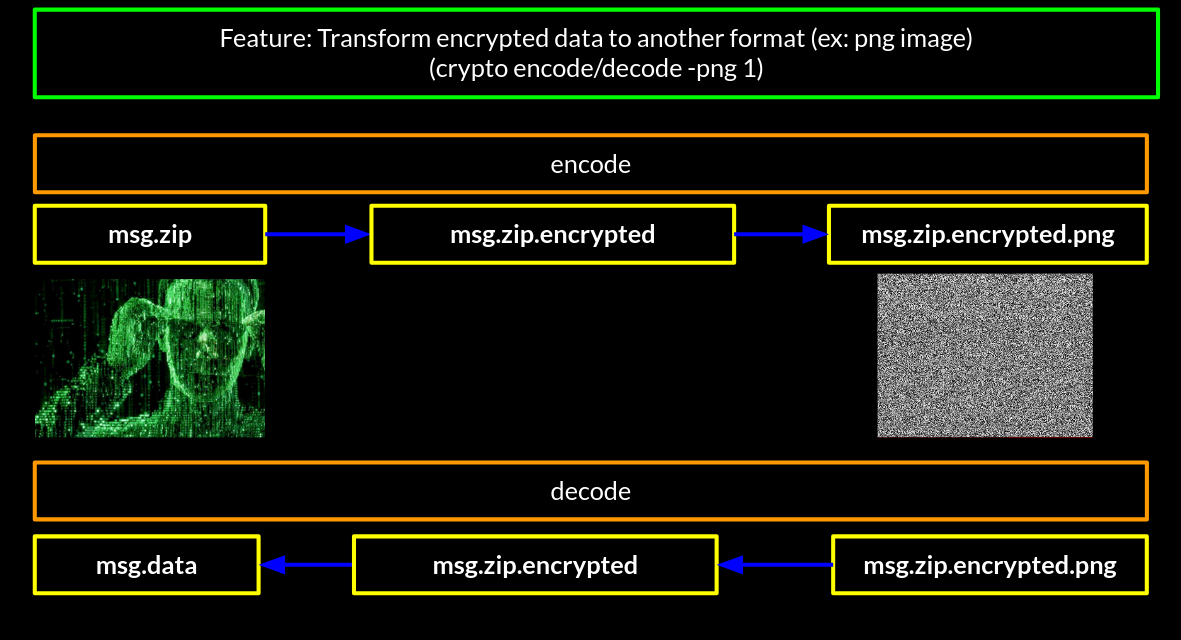 Feature: Transform encrypted data to another format (ex: png image)
(crypto encode/decode -png 1)
encode
msg.zip
msg.zip.encrypted
msg.zip.encrypted.png
decode
msg.data
msg.zip.encrypted
msg.zip.encrypted.png